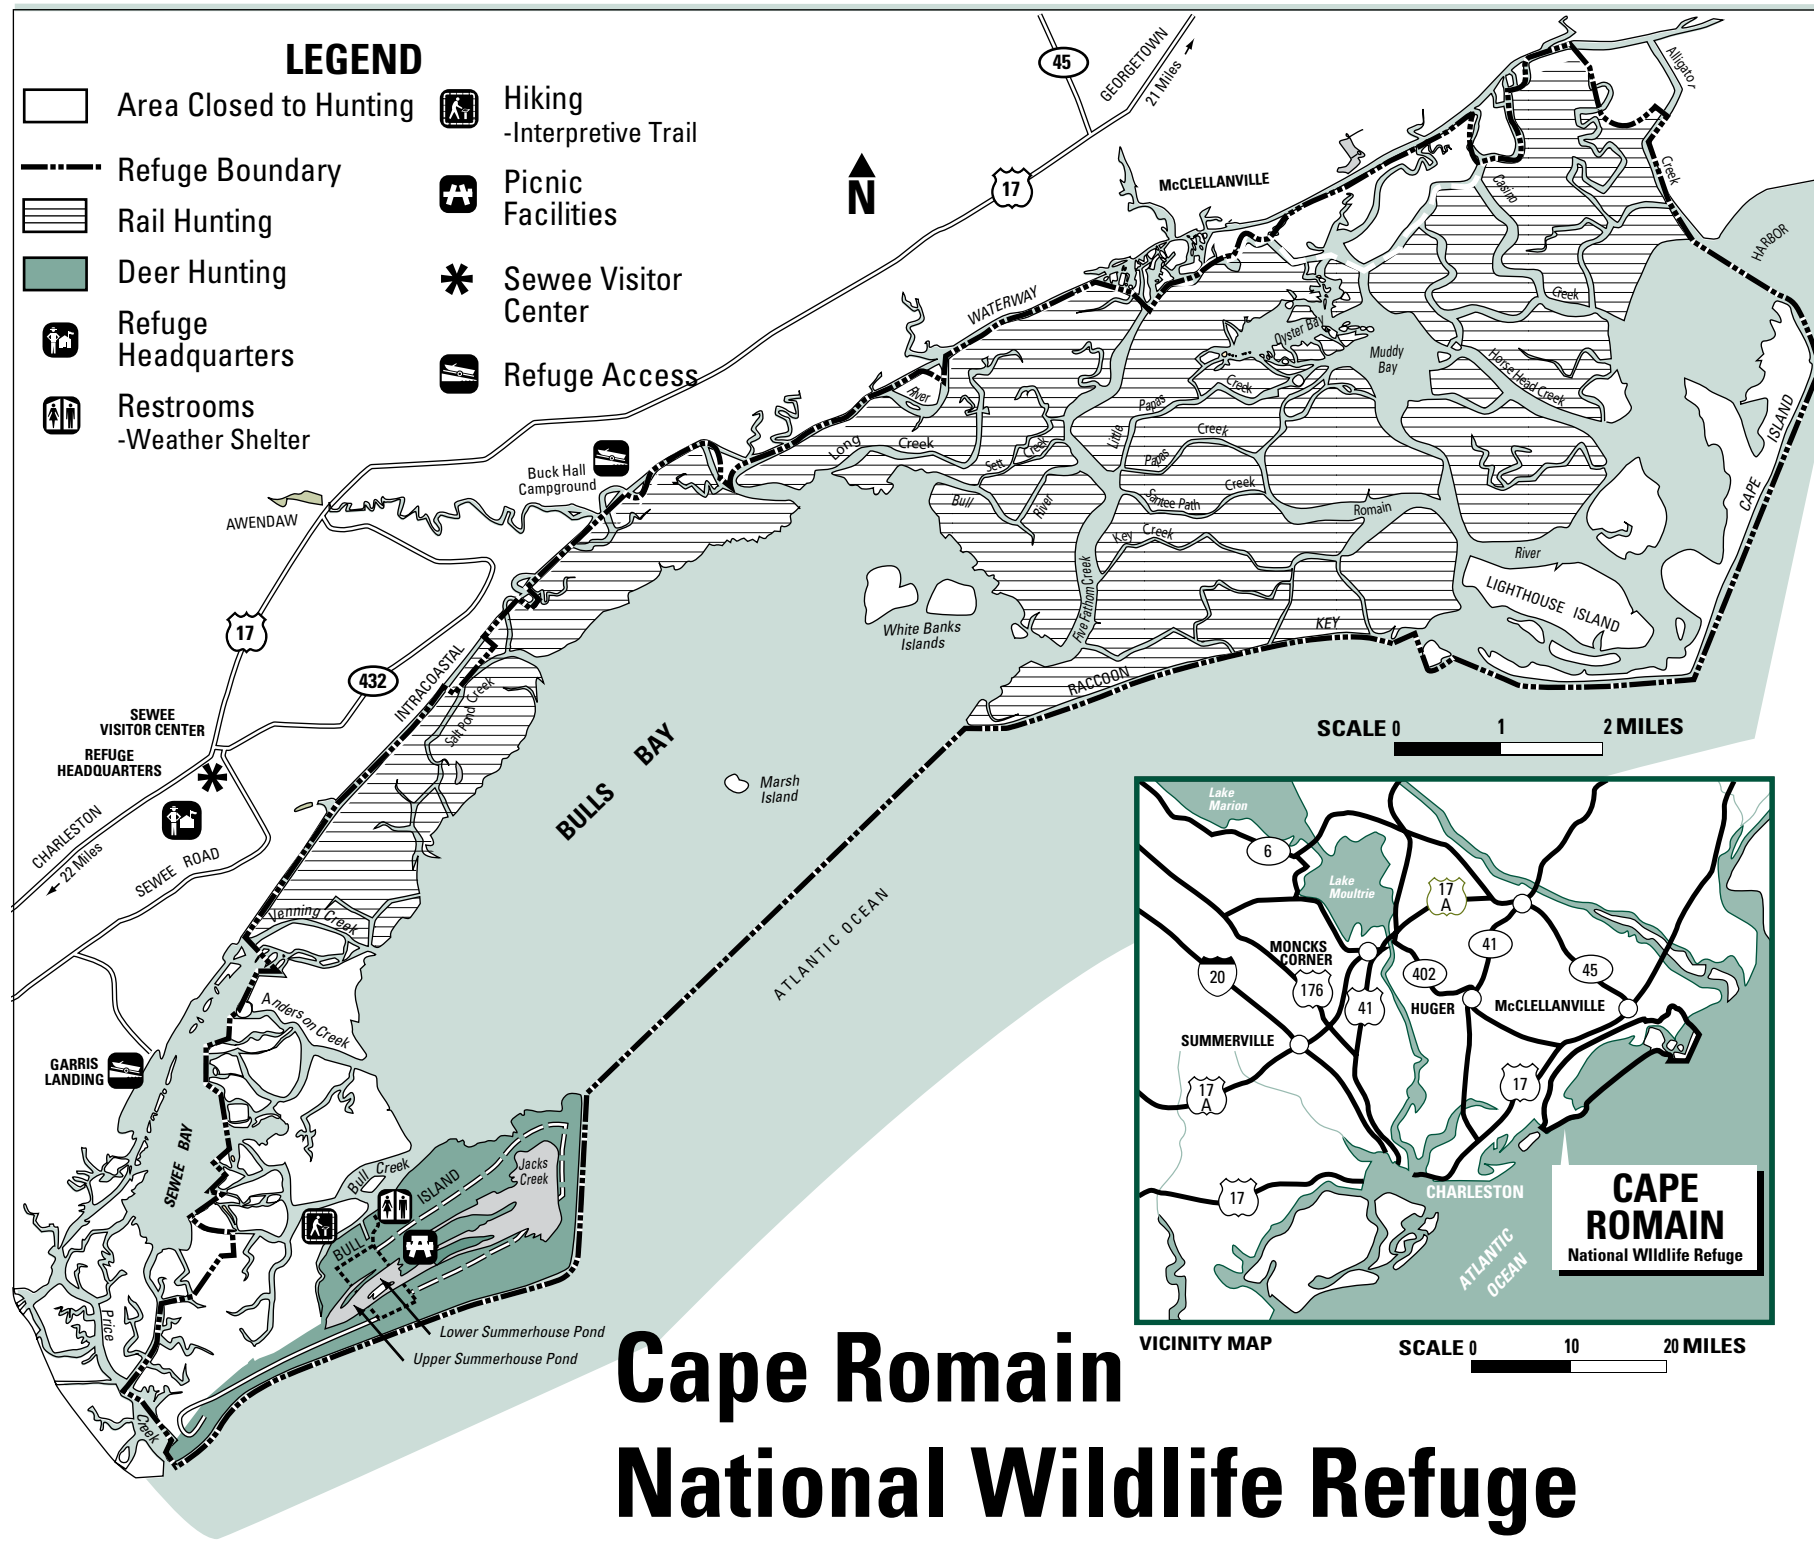 LEGEND
Area Closed to Hunting
Refuge Boundary
Rail Hunting
Deer Hunting
Refuge
Headquarters
Restrooms
-Weather Shelter
Hiking
-Interpretive Trail
Picnic
Facilities
Sewee Visitor
Center
Refuge Access
N
45
GEORGETOWN
21 Miles
17
McCLELLANVILLE
Alligator
Creek
Casino
Creek
HARBOR
WATERWAY
Oyster Bay
Muddy
Bay
Horse Head Creek
CAPE
ISLAND
River
Long
Creek
Sett
Creek
Little
Papas
Creek
Papas
Creek
Santee Path
Creek
Key
Creek
Romain
River
Bull
River
Five Fathom Creek
LIGHTHOUSE ISLAND
RACCOON
KEY
White Banks
Islands
Buck Hall
Campground
AWENDAW
17
432
INTRACOASTAL
Salt Pond Creek
SEWEE
VISITOR CENTER
REFUGE
HEADQUARTERS
CHARLESTON
22 Miles
SEWEE ROAD
BULLS BAY
Marsh
Island
ATLANTIC OCEAN
Venning Creek
Anderson Creek
GARRIS
LANDING
SEWEE BAY
Bull Creek
BULL
ISLAND
Jacks
Creek
Price
Creek
Lower Summerhouse Pond
Upper Summerhouse Pond
SCALE 0 1 2 MILES
Lake
Marion
6
Lake
Moultrie
17
A
MONCKS
CORNER
41
20
176
402
45
41
HUGER
McCLELLANVILLE
SUMMERVILLE
17
A
17
17
CHARLESTON
ATLANTIC
OCEAN
CAPE
ROMAIN
National WIldlife Refuge
VICINITY MAP
SCALE 0 10 20 MILES
Cape Romain
National Wildlife Refuge